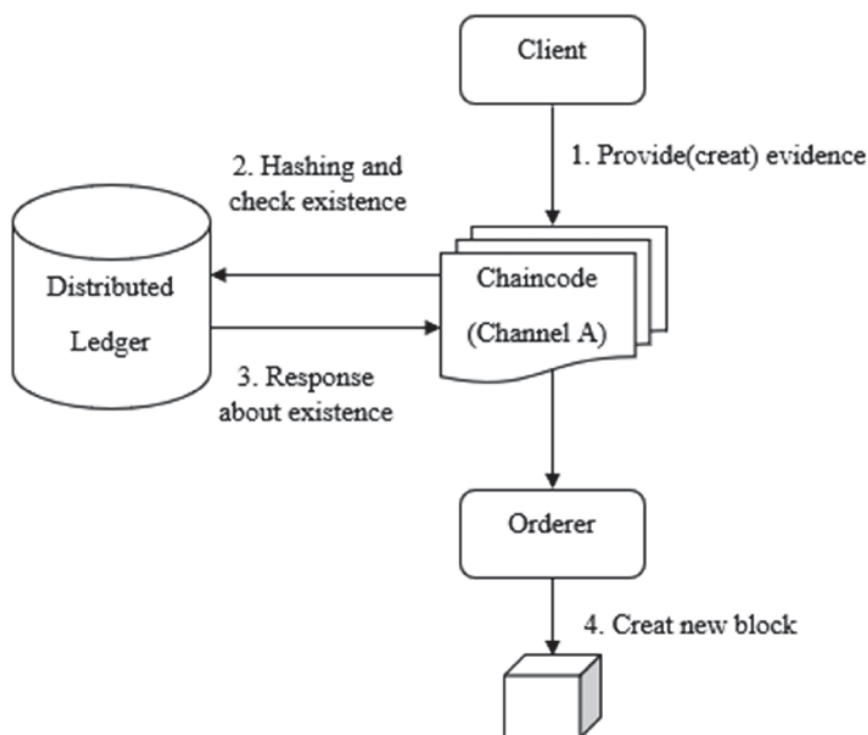 Client
1. Provide(creat) evidence
2. Hashing and
check existence
Distributed
Ledger
Chaincode
(Channel A)
3. Response
about existence
Orderer
4. Creat new block